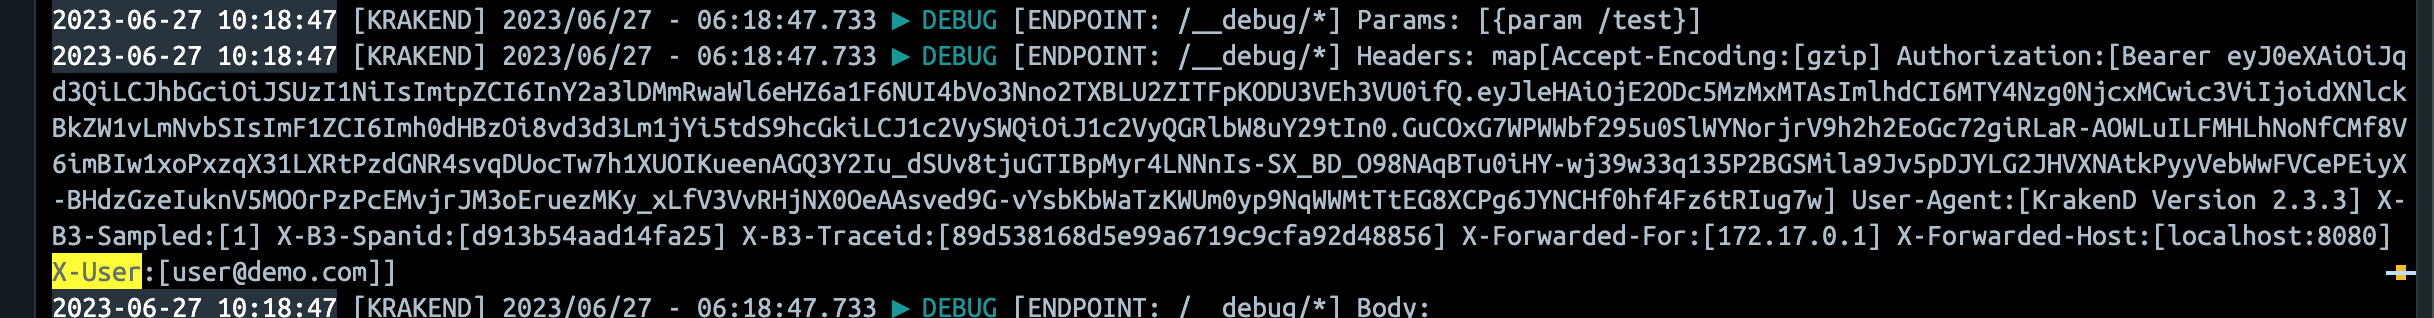 2023-06-27 10:18:47 [KRAKEND] 2023/06/27 - 06:18:47.733 ▶ DEBUG [ENDPOINT: /__debug/*] Params: [{param /test}]
2023-06-27 10:18:47 [KRAKEND] 2023/06/27 - 06:18:47.733 ▶ DEBUG [ENDPOINT: /__debug/*] Headers: map[Accept-Encoding:[gzip] Authorization:[Bearer eyJ0eXAiOiJq
d3QiLCJhbGciOiJSUzI1NiIsImtpZCI6InY2a3lDMmRwaWl6eHZ6a1F6NUI4bVo3Nno2TXBLU2ZITFpKODU3VEh3VU0ifQ.eyJleHAiOjE2ODc5MzMxMTAsImlhdCI6MTY4Nzg0NjcxMCwic3ViIjoidXNlck
BkZW1vLmNvbSIsImF1ZCI6Imh0dHBzOi8vd3d3Lm1jYi5tdS9hcGkiLCJ1c2VySWQiOiJ1c2VyQGRlbW8uY29tIn0.GuCOxG7WPWWbf295u0SlWYNorjrV9h2h2EoGc72giRLaR-AOWLuILFMHLhNoNfCMf8V
6imBIw1xoPxzqX31LXRtPzdGNR4svqDUocTw7h1XUOIKueenAGQ3Y2Iu_dSUv8tjuGTIBpMyr4LNNnIs-SX_BD_O98NAqBTu0iHY-wj39w33q135P2BGSMila9Jv5pDJYLG2JHVXNAtkPyyVebWwFVCePEiyX
-BHdzGzeIuknV5MOOrPzPcEMvjrJM3oEruezMKy_xLfV3VvRHjNX0OeAAsved9G-vYsbKbWaTzKWUm0yp9NqWWMtTtEG8XCPg6JYNCHf0hf4Fz6tRIug7w] User-Agent:[KrakenD Version 2.3.3] X-
B3-Sampled:[1] X-B3-Spanid:[d913b54aad14fa25] X-B3-Traceid:[89d538168d5e99a6719c9cfa92d48856] X-Forwarded-For:[172.17.0.1] X-Forwarded-Host:[localhost:8080]
X-User:[user@demo.com]]
2023-06-27 10:18:47 [KRAKEND] 2023/06/27 - 06:18:47.733 ▶ DEBUG [ENDPOINT: /__debug/*] Body: